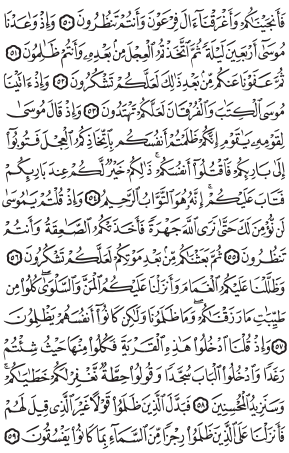 فَأَنجَيْنَٰكُمْ وَأَغْرَقْنَآ ءَالَ فِرْعَوْنَ وَأَنتُمْ تَنظُرُونَ ۝٥٠ وَإِذْ وَٰعَدْنَا
مُوسَىٰٓ أَرْبَعِينَ لَيْلَةً ثُمَّ ٱتَّخَذْتُمُ ٱلْعِجْلَ مِنۢ بَعْدِهِۦ وَأَنتُمْ ظَٰلِمُونَ ۝٥١
ثُمَّ عَفَوْنَا عَنكُم مِّنۢ بَعْدِ ذَٰلِكَ لَعَلَّكُمْ تَشْكُرُونَ ۝٥٢ وَإِذْ ءَاتَيْنَا
مُوسَى ٱلْكِتَٰبَ وَٱلْفُرْقَانَ لَعَلَّكُمْ تَهْتَدُونَ ۝٥٣ وَإِذْ قَالَ مُوسَىٰ
لِقَوْمِهِۦ يَٰقَوْمِ إِنَّكُمْ ظَلَمْتُمْ أَنفُسَكُم بِٱتِّخَاذِكُمُ ٱلْعِجْلَ فَتُوبُوٓا۟
إِلَىٰ بَارِئِكُمْ فَٱقْتُلُوٓا۟ أَنفُسَكُمْ ذَٰلِكُمْ خَيْرٌ لَّكُمْ عِندَ بَارِئِكُمْ
فَتَابَ عَلَيْكُمْ إِنَّهُۥ هُوَ ٱلتَّوَّابُ ٱلرَّحِيمُ ۝٥٤ وَإِذْ قُلْتُمْ يَٰمُوسَىٰ
لَن نُّؤْمِنَ لَكَ حَتَّىٰ نَرَى ٱللَّهَ جَهْرَةً فَأَخَذَتْكُمُ ٱلصَّٰعِقَةُ وَأَنتُمْ
تَنظُرُونَ ۝٥٥ ثُمَّ بَعَثْنَٰكُم مِّنۢ بَعْدِ مَوْتِكُمْ لَعَلَّكُمْ تَشْكُرُونَ ۝٥٦
وَظَلَّلْنَا عَلَيْكُمُ ٱلْغَمَامَ وَأَنزَلْنَا عَلَيْكُمُ ٱلْمَنَّ وَٱلسَّلْوَىٰ كُلُوا۟ مِن
طَيِّبَٰتِ مَا رَزَقْنَٰكُمْ وَمَا ظَلَمُونَا وَلَٰكِن كَانُوٓا۟ أَنفُسَهُمْ يَظْلِمُونَ
۝٥٧ وَإِذْ قُلْنَا ٱدْخُلُوا۟ هَٰذِهِ ٱلْقَرْيَةَ فَكُلُوا۟ مِنْهَا حَيْثُ شِئْتُمْ
رَغَدًا وَٱدْخُلُوا۟ ٱلْبَابَ سُجَّدًا وَقُولُوا۟ حِطَّةٌ نَّغْفِرْ لَكُمْ خَطَٰيَٰكُمْ
وَسَنَزِيدُ ٱلْمُحْسِنِينَ ۝٥٨ فَبَدَّلَ ٱلَّذِينَ ظَلَمُوا۟ قَوْلًا غَيْرَ ٱلَّذِى قِيلَ لَهُمْ
فَأَنزَلْنَا عَلَى ٱلَّذِينَ ظَلَمُوا۟ رِجْزًا مِّنَ ٱلسَّمَآءِ بِمَا كَانُوا۟ يَفْسُقُونَ ۝٥٩